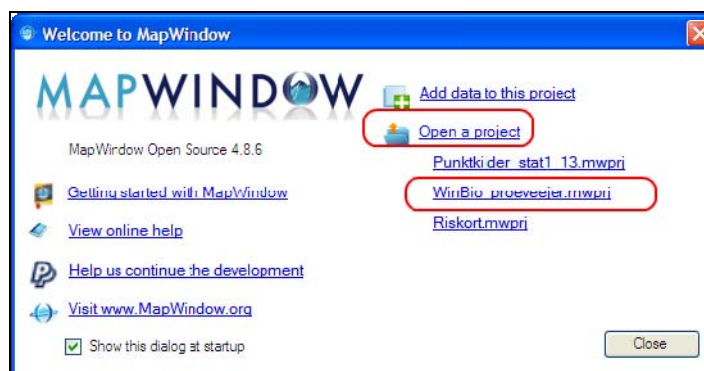 Welcome to MapWindow
MAPWINDOW
MapWindow Open Source 4.8.6
Getting started with MapWindow
View online help
Help us continue the development
Visit www.MapWindow.org
Show this dialog at startup
Add data to this project
Open a project
Punktkilder_stat1_13.mwprj
WinBio_proeveejer.mwprj
Riskort.mwprj
Close